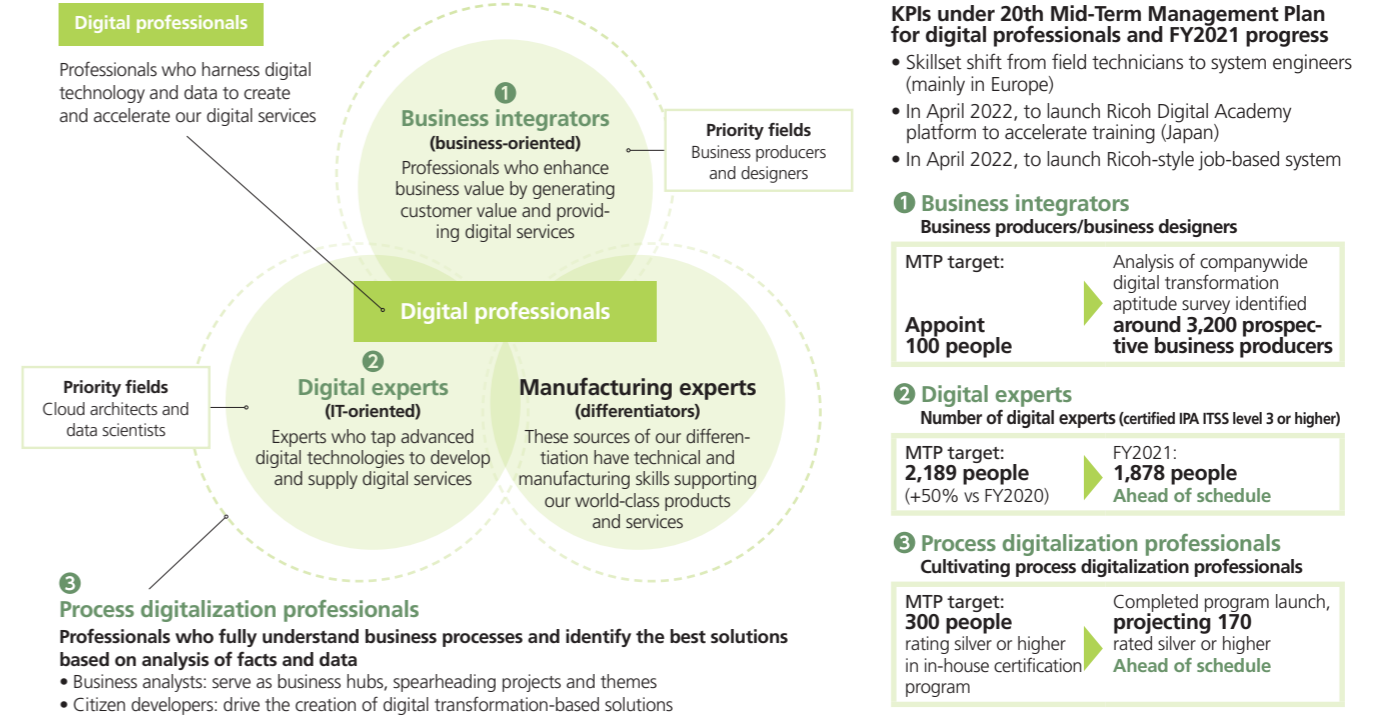 Digital professionals
Professionals who harness digital
technology and data to create
and accelerate our digital services
❶
Business integrators
(business-oriented)
Professionals who enhance
business value by generating
customer value and provid-
ing digital services
Priority fields
Business producers
and designers
Digital professionals
❷
Digital experts
(IT-oriented)
Experts who tap advanced
digital technologies to develop
and supply digital services
Priority fields
Cloud architects and
data scientists
Manufacturing experts
(differentiators)
These sources of our differen-
tiation have technical and
manufacturing skills supporting
our world-class products
and services
❸
Process digitalization professionals
Professionals who fully understand business processes and identify the best solutions
based on analysis of facts and data
• Business analysts: serve as business hubs, spearheading projects and themes
• Citizen developers: drive the creation of digital transformation-based solutions
KPIs under 20th Mid-Term Management Plan
for digital professionals and FY2021 progress
• Skillset shift from field technicians to system engineers
(mainly in Europe)
• In April 2022, to launch Ricoh Digital Academy
platform to accelerate training (Japan)
• In April 2022, to launch Ricoh-style job-based system
❶ Business integrators
Business producers/business designers
MTP target:
Appoint
100 people
Analysis of companywide
digital transformation
aptitude survey identified
around 3,200 prospec-
tive business producers
❷ Digital experts
Number of digital experts (certified IPA ITSS level 3 or higher)
MTP target:
2,189 people
(+50% vs FY2020)
FY2021:
1,878 people
Ahead of schedule
❸ Process digitalization professionals
Cultivating process digitalization professionals
MTP target:
300 people
rating silver or higher
in in-house certification
program
Completed program launch,
projecting 170
rated silver or higher
Ahead of schedule